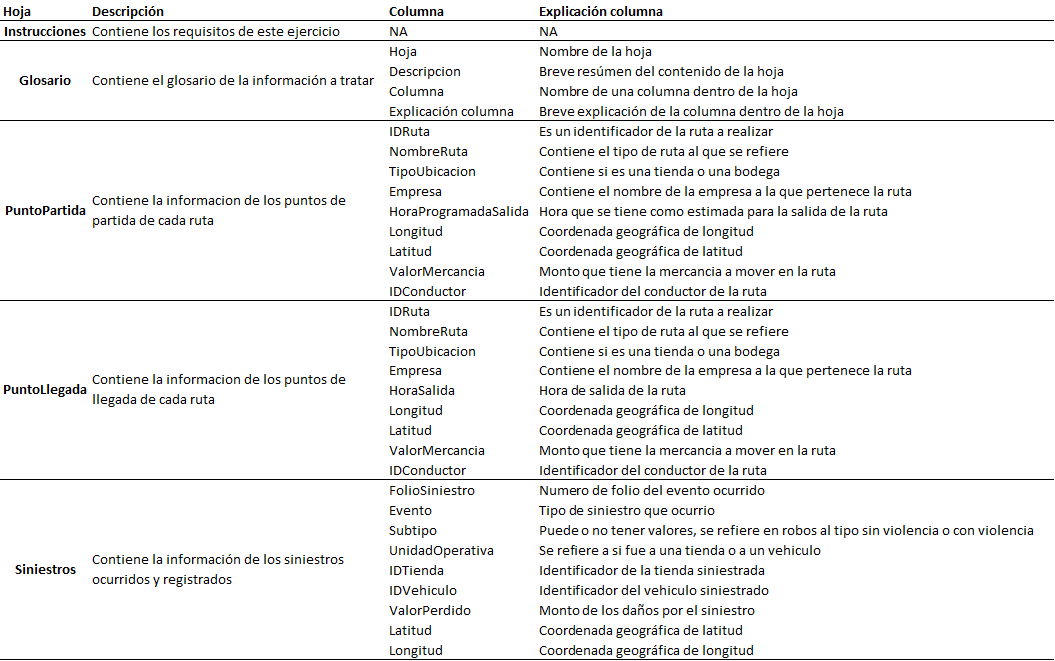 Hoja Descripción Columna Explicación columna
Instrucciones Contiene los requisitos de este ejercicio NA NA
Glosario Contiene el glosario de la información a tratar
Hoja Nombre de la hoja
Descripcion Breve resúmen del contenido de la hoja
Columna Nombre de una columna dentro de la hoja
Explicación columna Breve explicación de la columna dentro de la hoja
PuntoPartida Contiene la informacion de los puntos de
partida de cada ruta
IDRuta Es un identificador de la ruta a realizar
NombreRuta Contiene el tipo de ruta al que se refiere
TipoUbicacion Contiene si es una tienda o una bodega
Empresa Contiene el nombre de la empresa a la que pertenece la ruta
HoraProgramadaSalida Hora que se tiene como estimada para la salida de la ruta
Longitud Coordenada geográfica de longitud
Latitud Coordenada geográfica de latitud
ValorMercancia Monto que tiene la mercancia a mover en la ruta
IDConductor Identificador del conductor de la ruta
PuntoLlegada Contiene la informacion de los puntos de
llegada de cada ruta
IDRuta Es un identificador de la ruta a realizar
NombreRuta Contiene el tipo de ruta al que se refiere
TipoUbicacion Contiene si es una tienda o una bodega
Empresa Contiene el nombre de la empresa a la que pertenece la ruta
HoraSalida Hora de salida de la ruta
Longitud Coordenada geográfica de longitud
Latitud Coordenada geográfica de latitud
ValorMercancia Monto que tiene la mercancia a mover en la ruta
IDConductor Identificador del conductor de la ruta
Siniestros Contiene la información de los siniestros
ocurridos y registrados
FolioSiniestro Numero de folio del evento ocurrido
Evento Tipo de siniestro que ocurrio
Subtipo Puede o no tener valores, se refiere en robos al tipo sin violencia o con violencia
UnidadOperativa Se refiere a si fue a una tienda o a un vehiculo
IDTienda Identificador de la tienda siniestrada
IDVehiculo Identificador del vehiculo siniestrado
ValorPerdido Monto de los daños por el siniestro
Latitud Coordenada geográfica de latitud
Longitud Coordenada geográfica de longitud